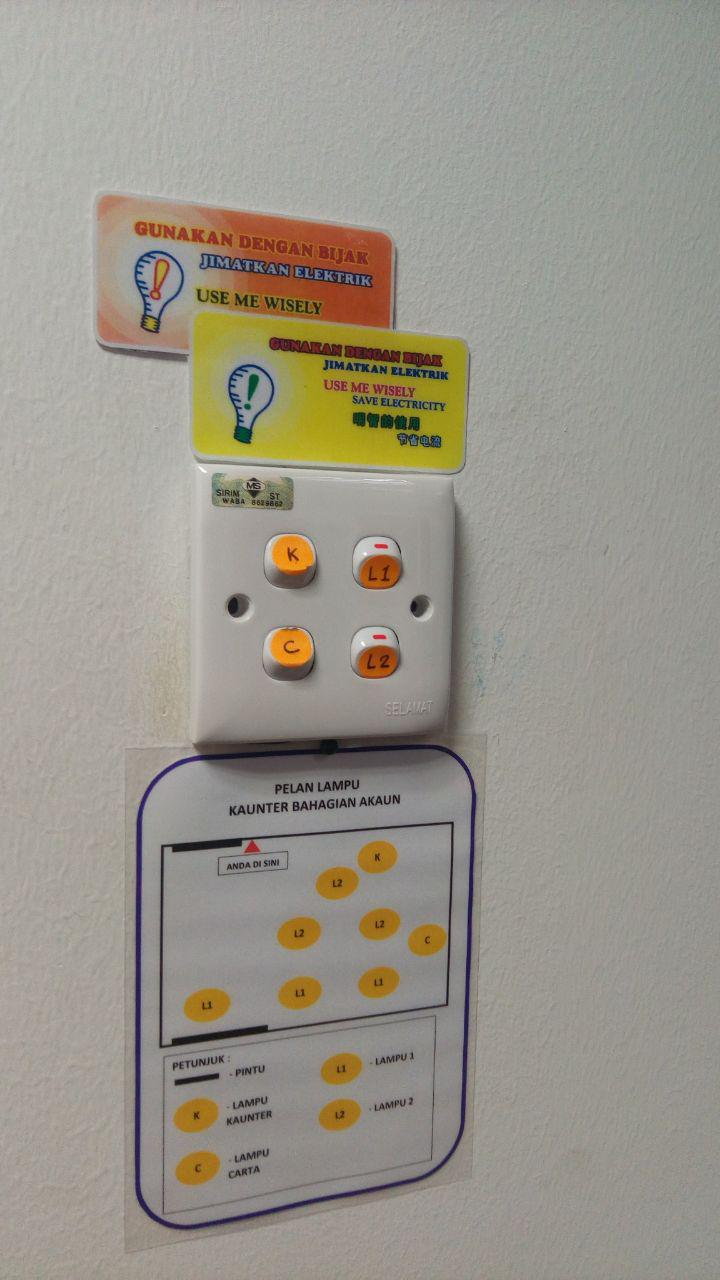 GUNAKAN DENGAN BIJAK
JIMATKAN ELEKTRIK
USE ME WISELY
GUNAKAN DENGAN BIJAK
JIMATKAN ELEKTRIK
USE ME WISELY
SAVE ELECTRICITY
明智的使用
节省电流
MS
SIRIM ST
WABA 8629862
K L1
C L2
SELAMAT
PELAN LAMPU
KAUNTER BAHAGIAN AKAUN
ANDA DI SINI
K
L2
L2
L2
C
L1
L1
L1
PETUNJUK :
- PINTU
K - LAMPU
KAUNTER
C - LAMPU
CARTA
L1 - LAMPU 1
L2 - LAMPU 2